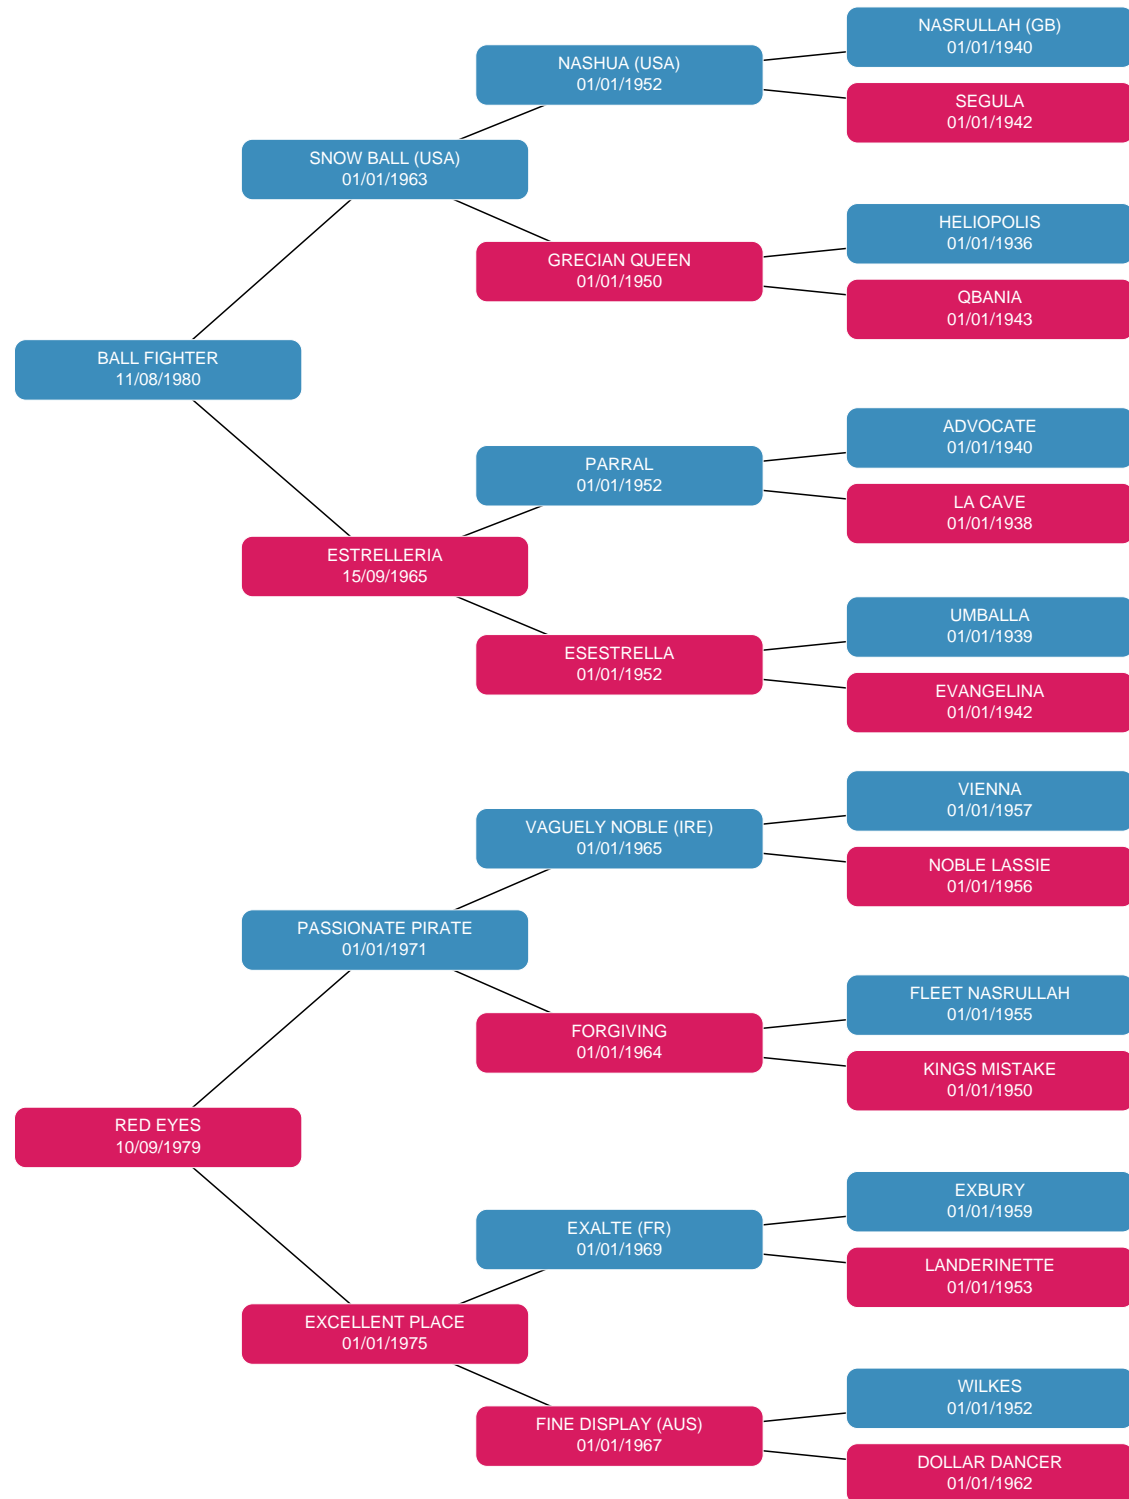 NASRULLAH (GB)
01/01/1940
NASHUA (USA)
01/01/1952
SEGULA
01/01/1942
SNOW BALL (USA)
01/01/1963
HELIOPOLIS
01/01/1936
GRECIAN QUEEN
01/01/1950
QBANIA
01/01/1943
BALL FIGHTER
11/08/1980
ADVOCATE
01/01/1940
PARRAL
01/01/1952
LA CAVE
01/01/1938
ESTRELLERIA
15/09/1965
UMBALLA
01/01/1939
ESESTRELLA
01/01/1952
EVANGELINA
01/01/1942
VIENNA
01/01/1957
VAGUELY NOBLE (IRE)
01/01/1965
NOBLE LASSIE
01/01/1956
PASSIONATE PIRATE
01/01/1971
FLEET NASRULLAH
01/01/1955
FORGIVING
01/01/1964
KINGS MISTAKE
01/01/1950
RED EYES
10/09/1979
EXBURY
01/01/1959
EXALTE (FR)
01/01/1969
LANDERINETTE
01/01/1953
EXCELLENT PLACE
01/01/1975
WILKES
01/01/1952
FINE DISPLAY (AUS)
01/01/1967
DOLLAR DANCER
01/01/1962